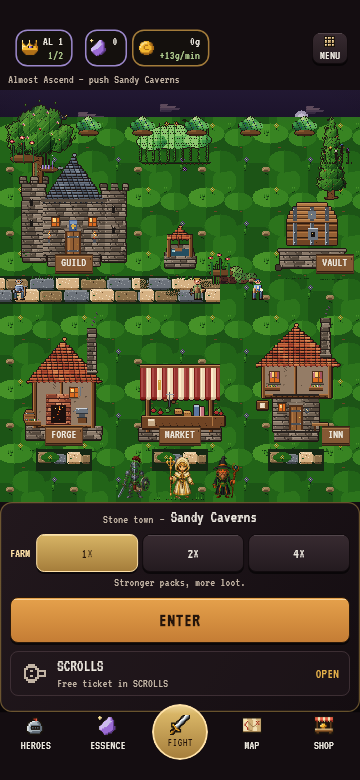 AL 1
1/2
0
0g
+13g/min
MENU
Almost Ascend - push Sandy Caverns
GUILD
VAULT
FORGE
MARKET
INN
Stone town - Sandy Caverns
FARM
1X
2X
4X
Stronger packs, more loot.
ENTER
SCROLLS
Free ticket in SCROLLS
OPEN
HEROES
ESSENCE
FIGHT
MAP
SHOP